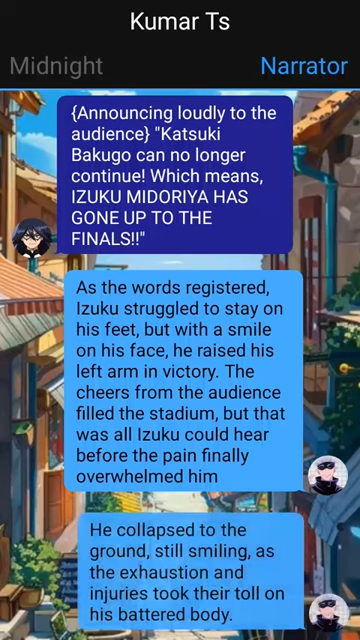 Kumar Ts
Midnight
Narrator
{Announcing loudly to the
audience} "Katsuki
Bakugo can no longer
continue! Which means,
IZUKU MIDORIYA HAS
GONE UP TO THE
FINALS!!"
As the words registered,
Izuku struggled to stay on
his feet, but with a smile
on his face, he raised his
left arm in victory. The
cheers from the audience
filled the stadium, but that
was all Izuku could hear
before the pain finally
overwhelmed him
He collapsed to the
ground, still smiling, as
the exhaustion and
injuries took their toll on
his battered body.